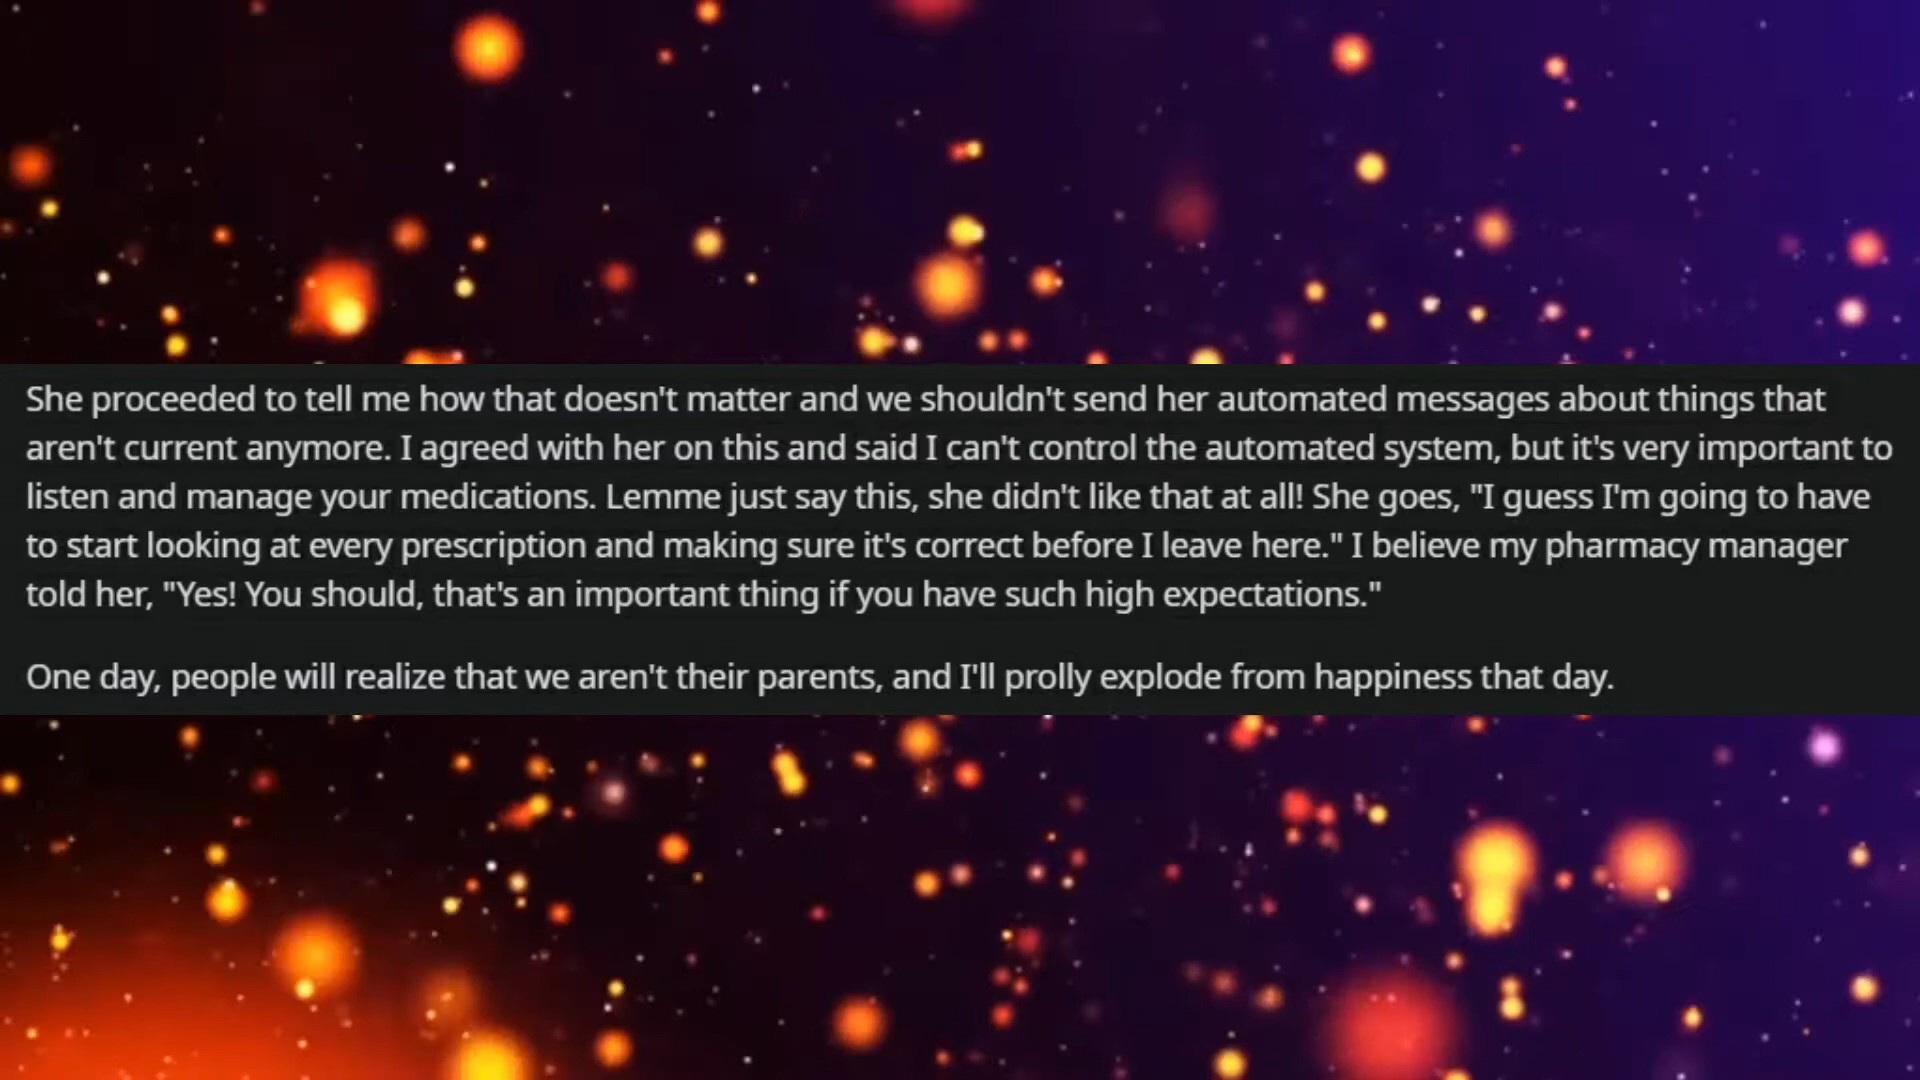 She proceeded to tell me how that doesn't matter and we shouldn't send her automated messages about things that
aren't current anymore. I agreed with her on this and said I can't control the automated system, but it's very important to
listen and manage your medications. Lemme just say this, she didn't like that at all! She goes, "I guess I'm going to have
to start looking at every prescription and making sure it's correct before I leave here." I believe my pharmacy manager
told her, "Yes! You should, that's an important thing if you have such high expectations."
One day, people will realize that we aren't their parents, and I'll prolly explode from happiness that day.